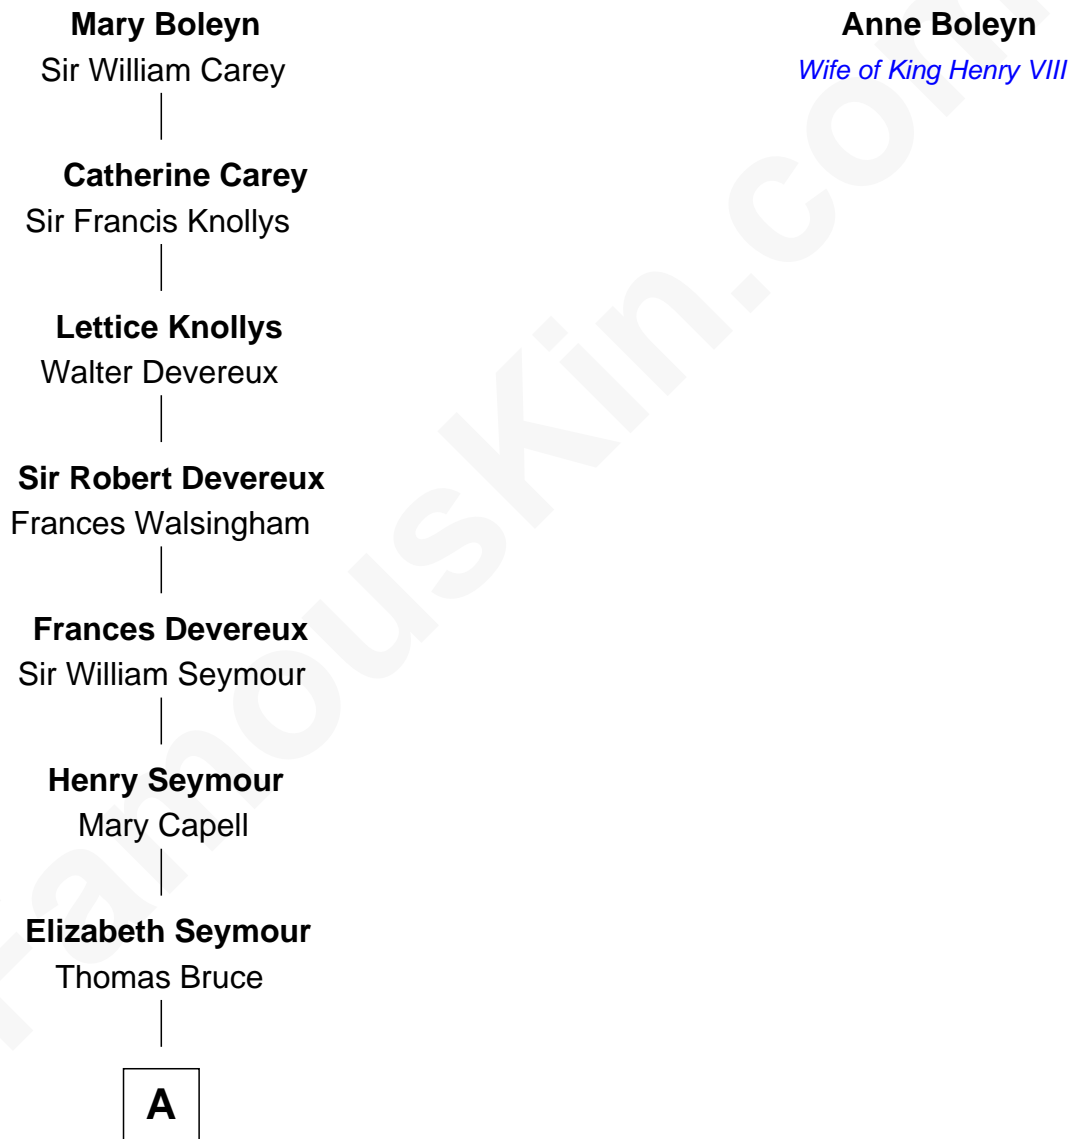 Mary Boleyn Anne Boleyn
Sir William Carey Wife of King Henry VIII
Catherine Carey
Sir Francis Knollys
Lettice Knollys
Walter Devereux
Sir Robert Devereux
Frances Walsingham
Frances Devereux
Sir William Seymour
Henry Seymour
Mary Capell
Elizabeth Seymour
Thomas Bruce
A
FamousKin.com